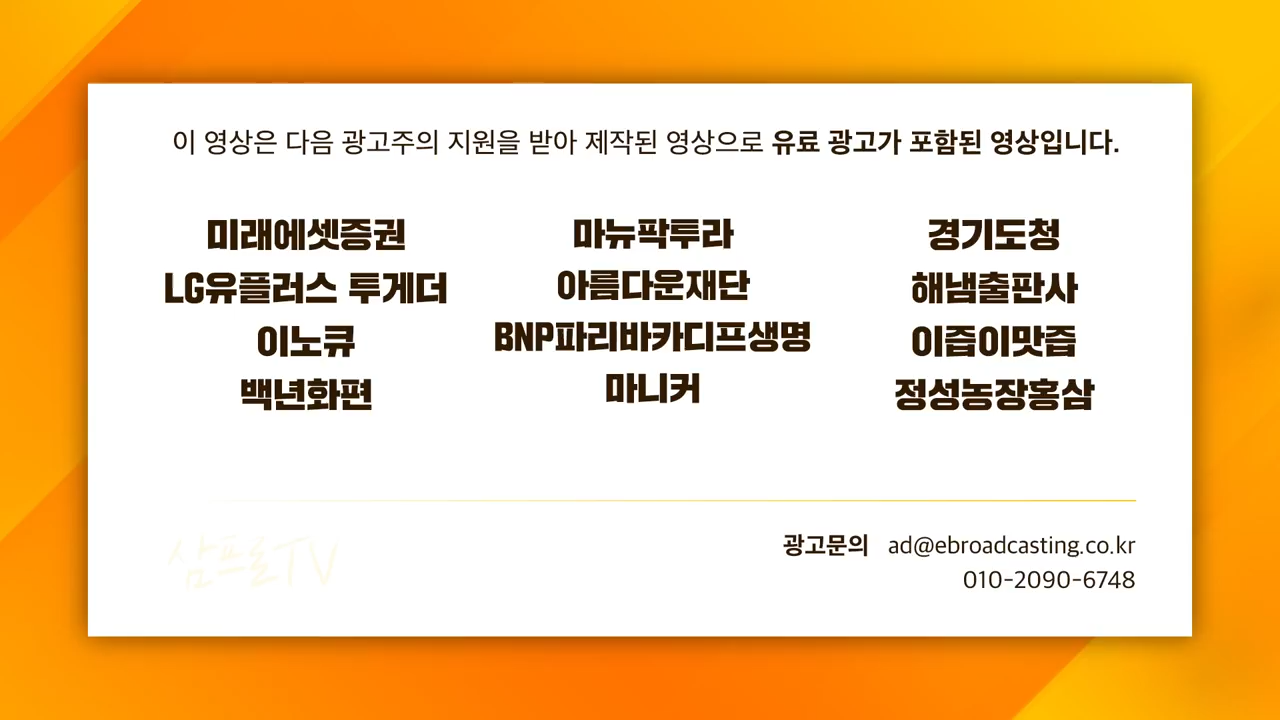 이 영상은 다음 광고주의 지원을 받아 제작된 영상으로 유료 광고가 포함된 영상입니다.
미래에셋증권
LG유플러스 투게더
이노큐
백년화편
마뉴팍투라
아름다운재단
BNP파리바카디프생명
마니커
경기도청
해냄출판사
이즙이맛즙
정성농장홍삼
삼프로TV
광고문의 ad@ebroadcasting.co.kr
010-2090-6748